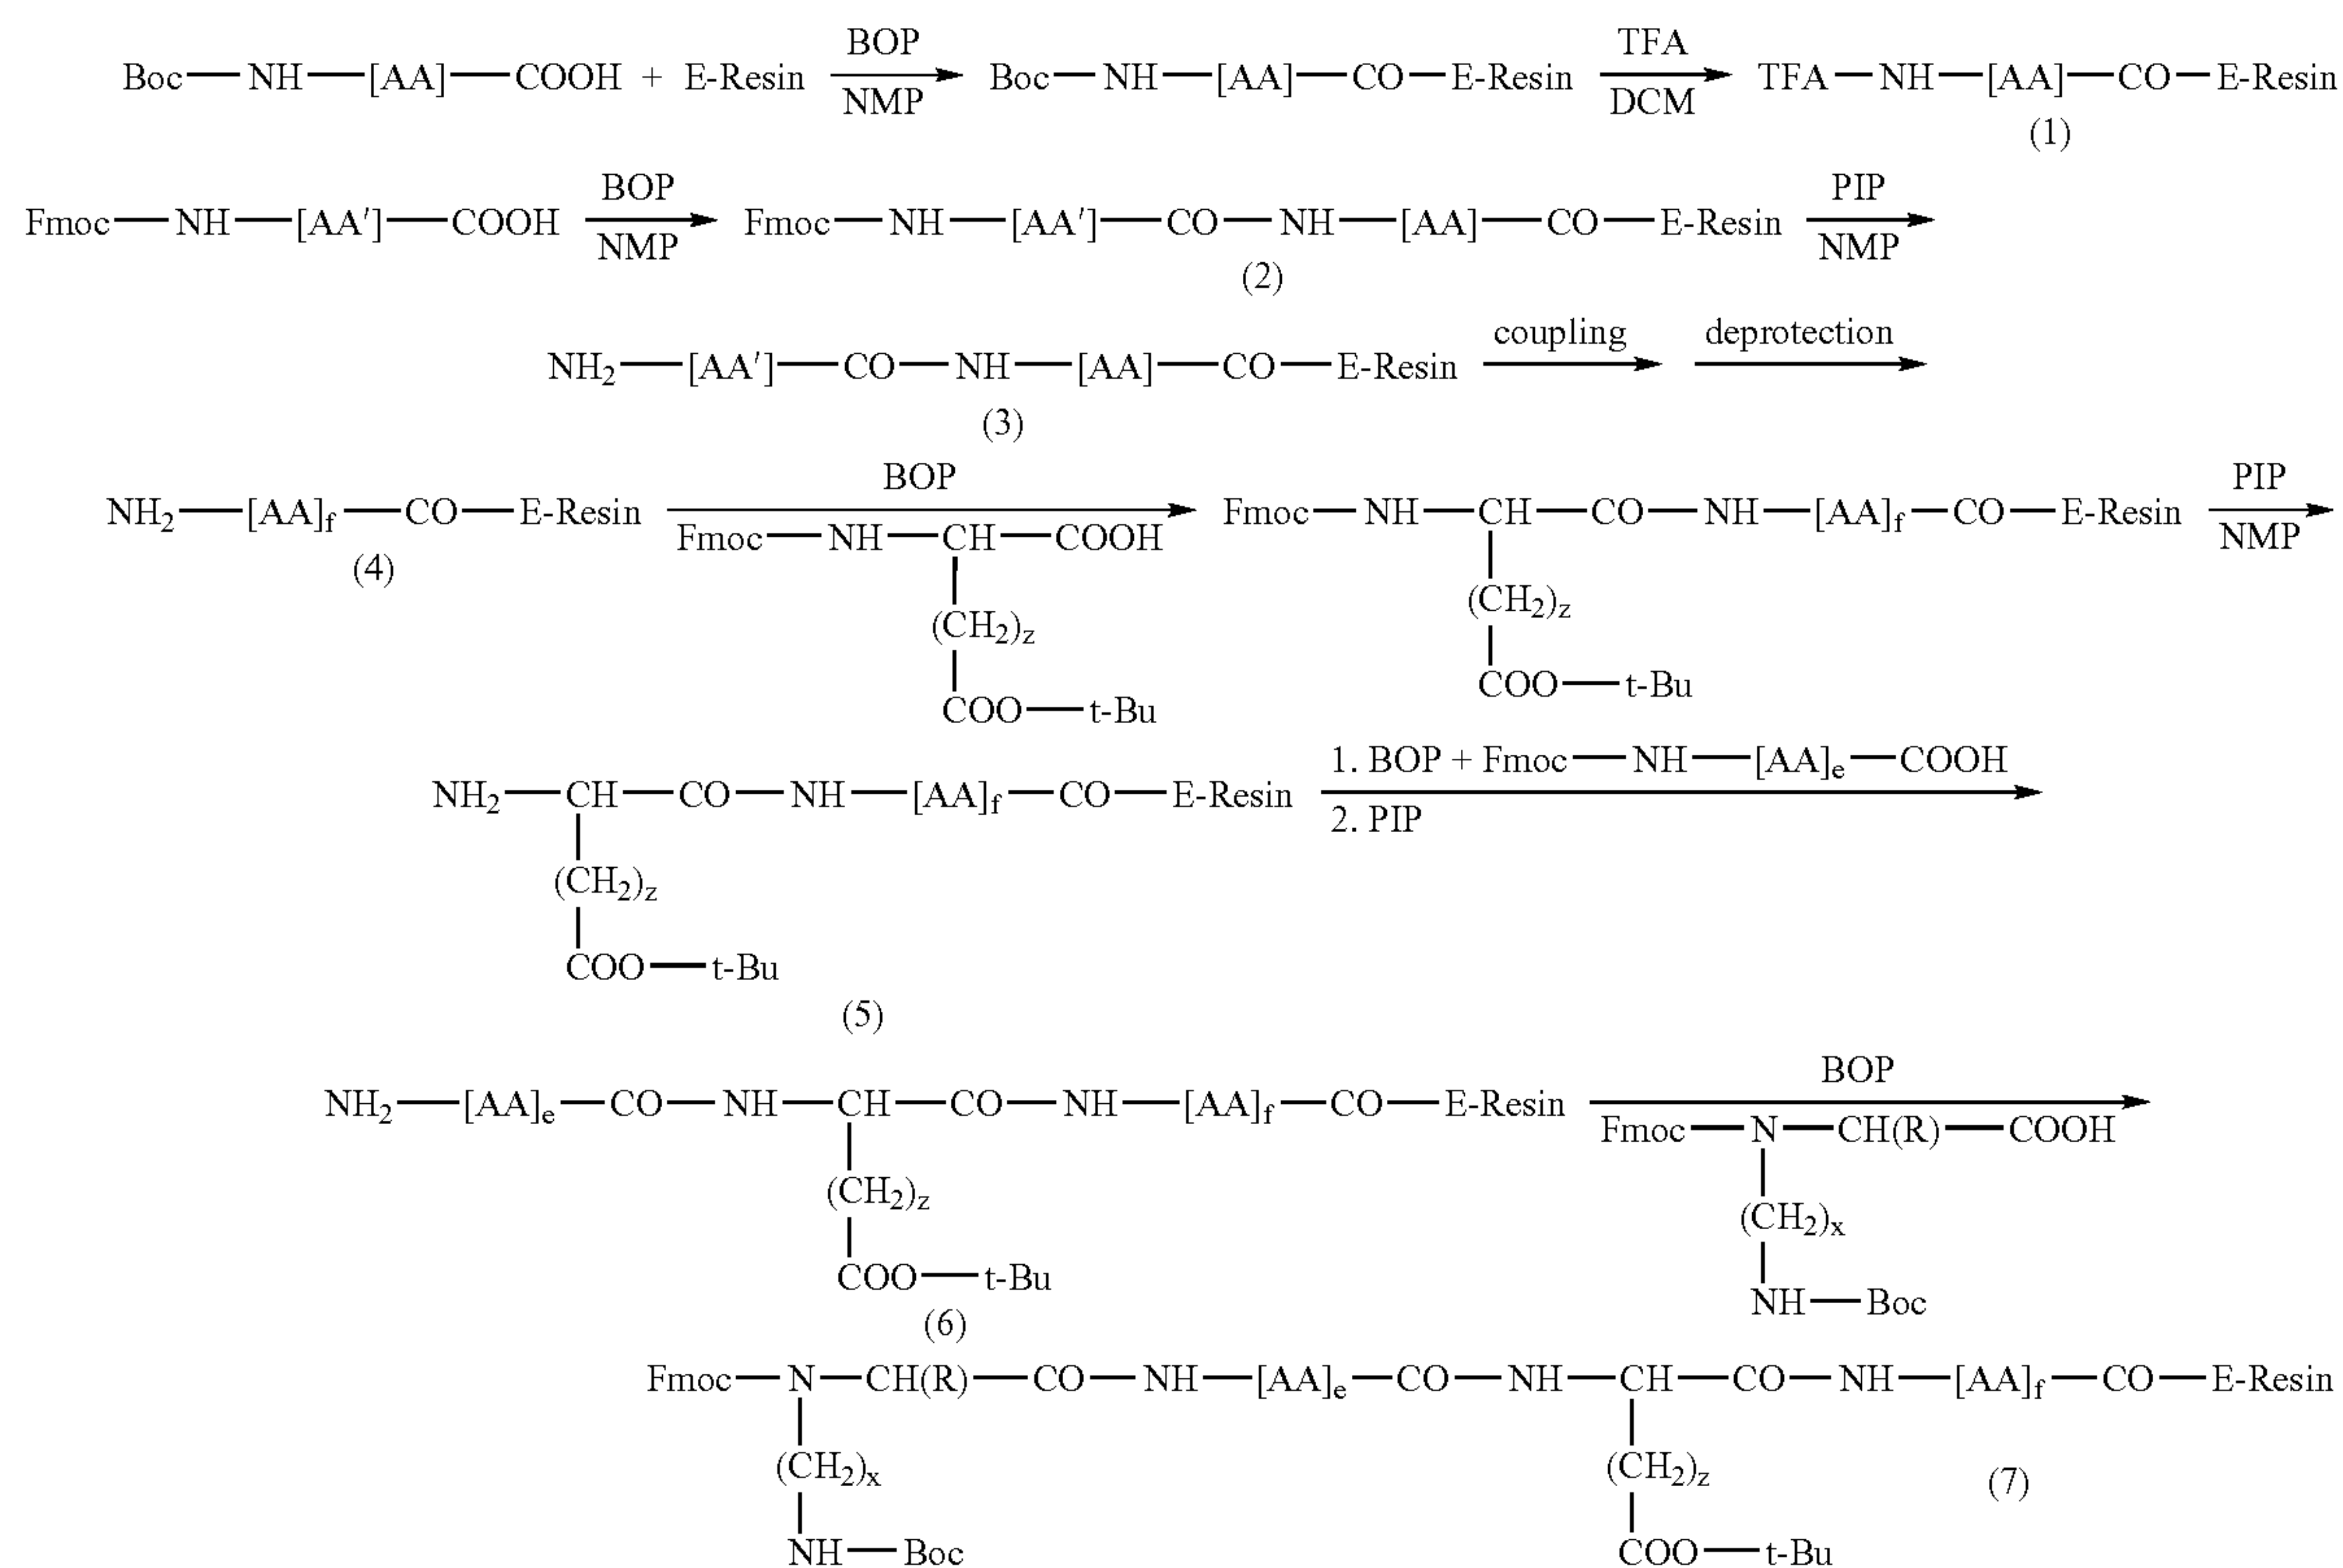 Boc—NH—[AA]—COOH + E-Resin BOP NMP Boc—NH—[AA]—CO—E-Resin TFA DCM TFA—NH—[AA]—CO—E-Resin
(1)
Fmoc—NH—[AA']—COOH BOP NMP Fmoc—NH—[AA']—CO—NH—[AA]—CO—E-Resin PIP NMP
(2)
NH2—[AA']—CO—NH—[AA]—CO—E-Resin coupling deprotection
(3)
NH2—[AA]f—CO—E-Resin BOP Fmoc—NH—CH—CO—NH—[AA]f—CO—E-Resin PIP NMP
(4)
Fmoc—NH—CH—COOH
(CH2)z
COO—t-Bu
(CH2)z
COO—t-Bu
NH2—CH—CO—NH—[AA]f—CO—E-Resin 1. BOP + Fmoc—NH—[AA]e—COOH
2. PIP
(CH2)z
COO—t-Bu
(5)
NH2—[AA]e—CO—NH—CH—CO—NH—[AA]f—CO—E-Resin BOP
Fmoc—N—CH(R)—COOH
(CH2)z
(CH2)x
COO—t-Bu
NH—Boc
(6)
Fmoc—N—CH(R)—CO—NH—[AA]e—CO—NH—CH—CO—NH—[AA]f—CO—E-Resin
(CH2)x (CH2)z
(7)
NH—Boc COO—t-Bu